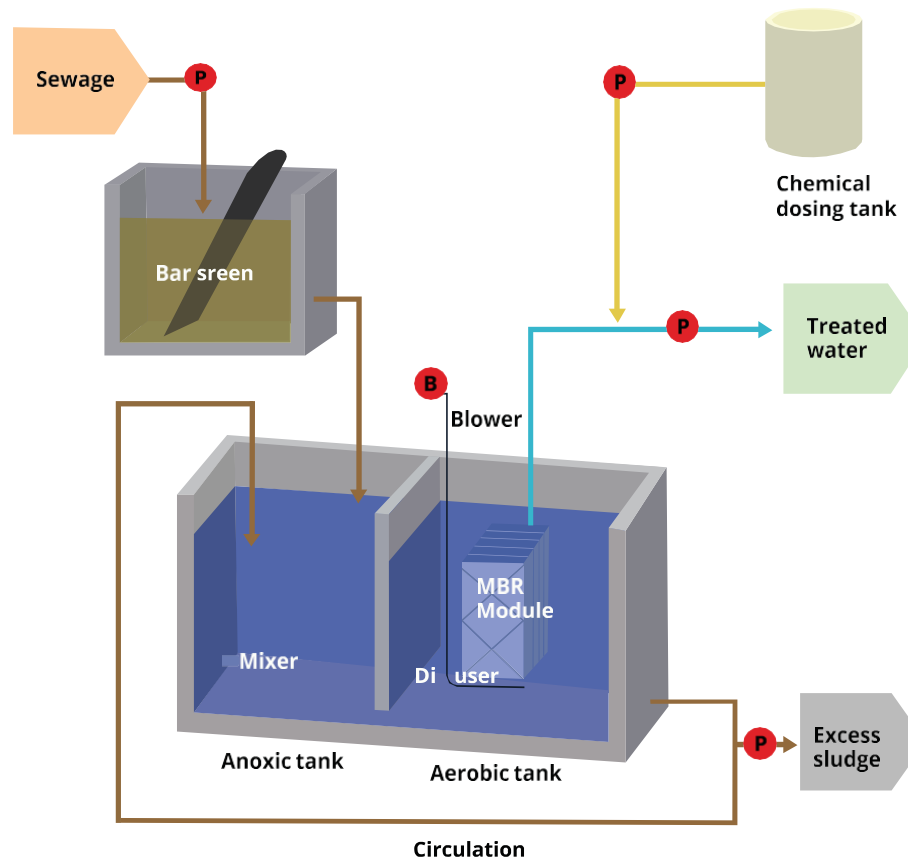 Sewage
P
P
Chemical
dosing tank
Bar sreen
P
Treated
water
B
Blower
MBR
Module
Mixer
Di user
Anoxic tank
Aerobic tank
P
Excess
sludge
Circulation